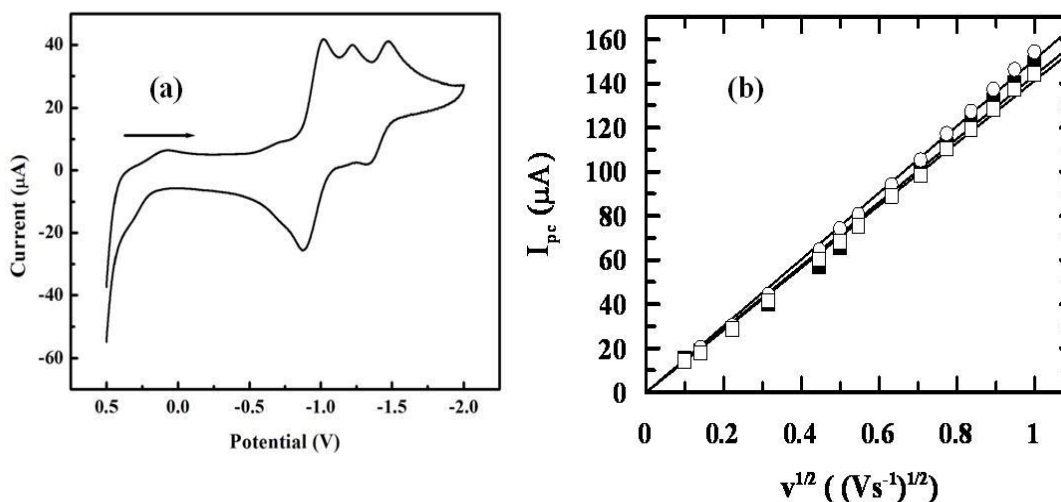 (a)
Current (μA)
40
20
0
-20
-40
-60
0.5 0.0 -0.5 -1.0 -1.5 -2.0
Potential (V)
(b)
I_pc (μA)
160
140
120
100
80
60
40
20
0
0 0.2 0.4 0.6 0.8 1
v^1/2 ( (Vs^-1)^1/2)